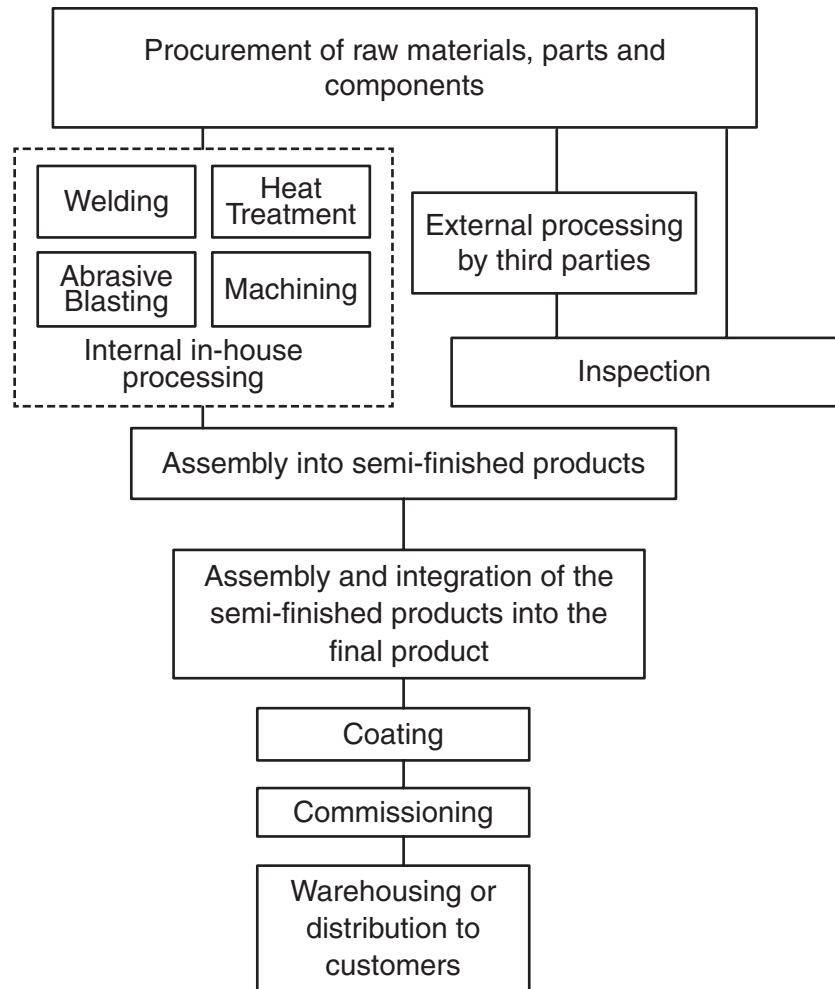 Procurement of raw materials, parts and
components
Welding
Heat
Treatment
Abrasive
Blasting
Machining
Internal in-house
processing
External processing
by third parties
Inspection
Assembly into semi-finished products
Assembly and integration of the
semi-finished products into the
final product
Coating
Commissioning
Warehousing or
distribution to
customers